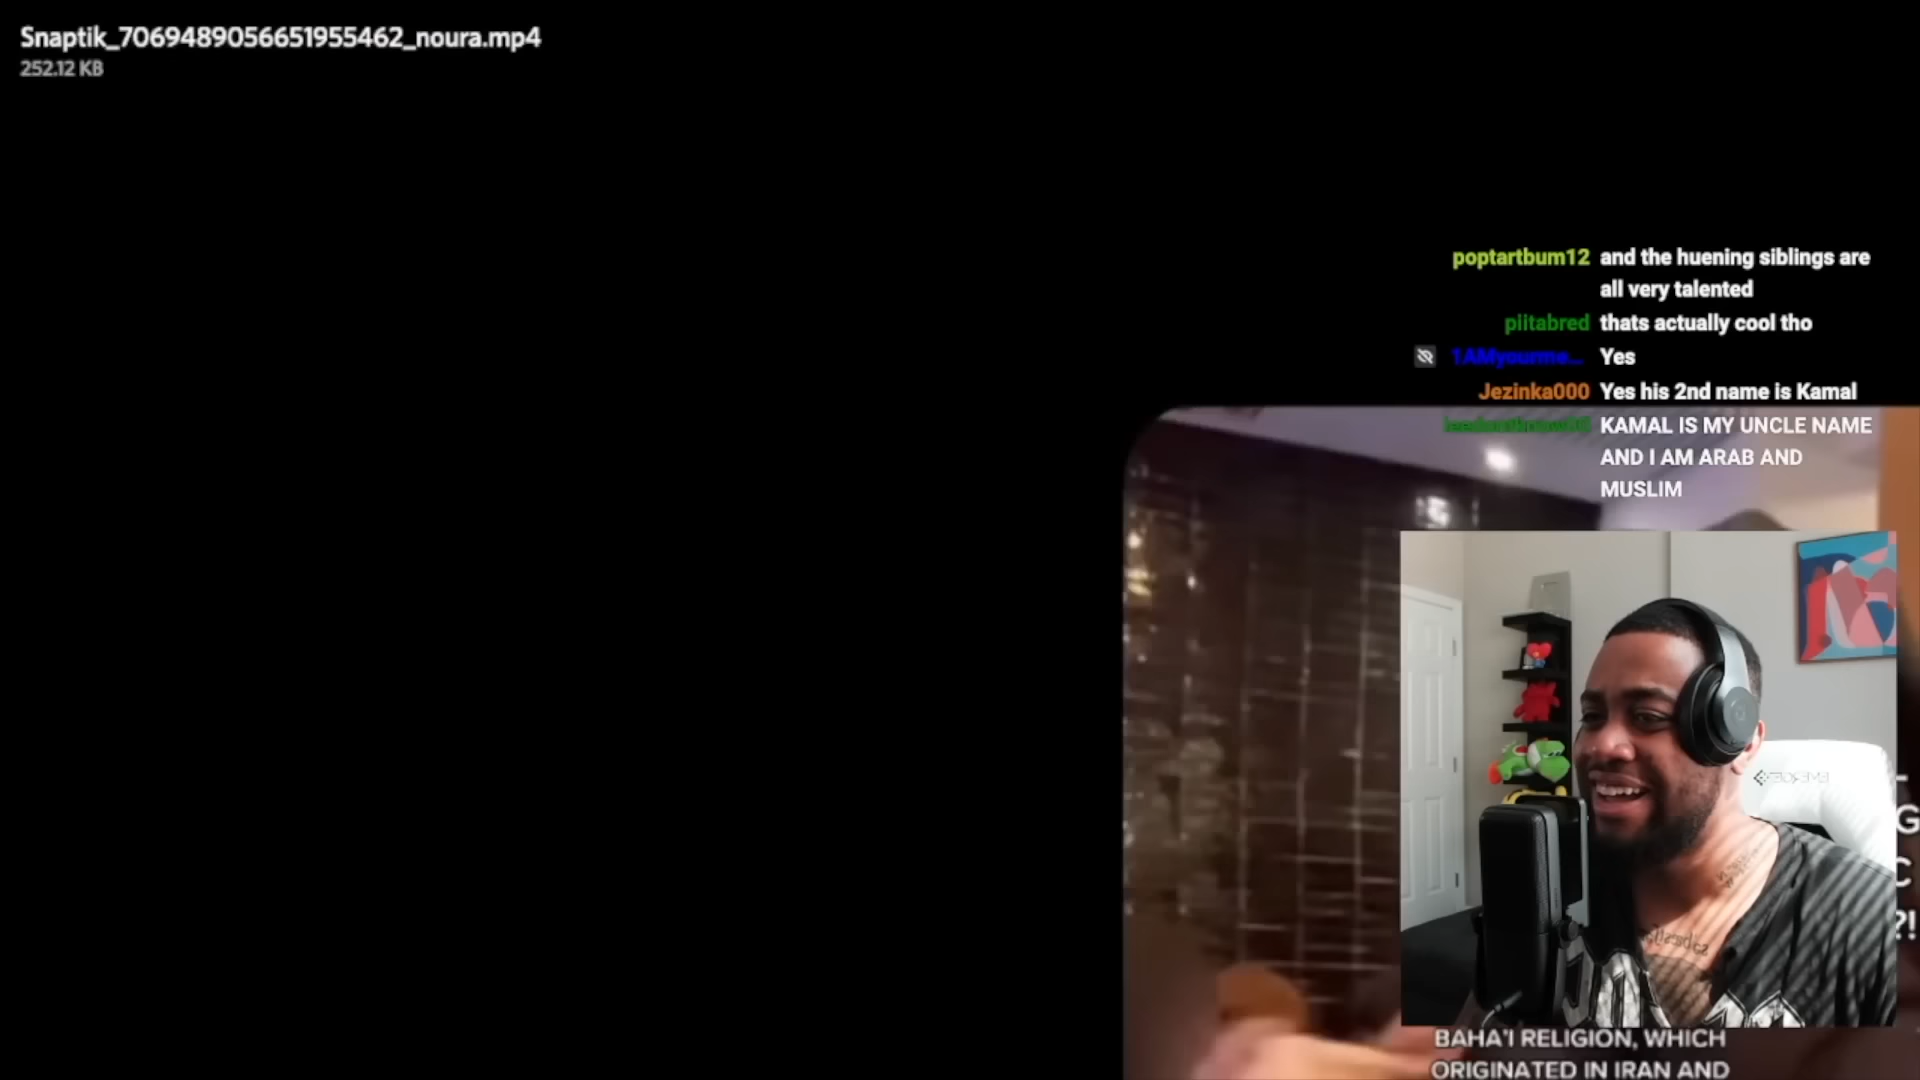 Snaptik_7069489056651955462_noura.mp4
252.12 KB
poptartbum12 and the huening siblings are
all very talented
piitabred thats actually cool tho
1AMyourme... Yes
Jezinka000 Yes his 2nd name is Kamal
KAMAL IS MY UNCLE NAME
AND I AM ARAB AND
MUSLIM
G
C
?!
BAHA'I RELIGION, WHICH
ORIGINATED IN IRAN AND